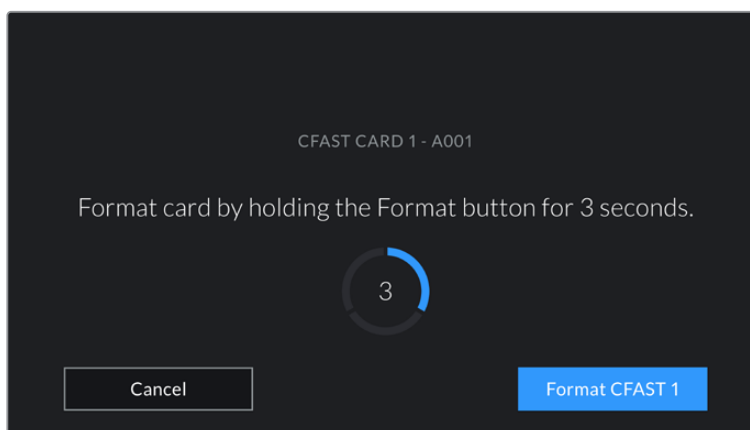 CFAST CARD 1 - A001
Format card by holding the Format button for 3 seconds.
3
Cancel
Format CFAST 1